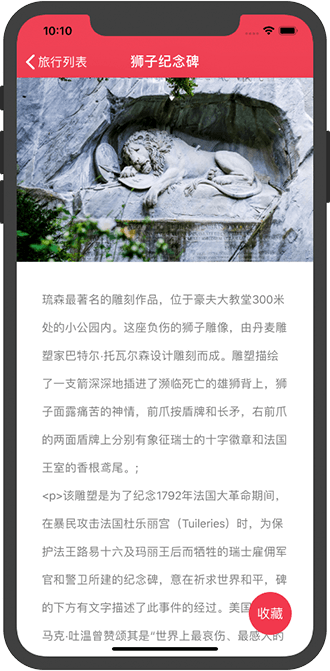 10:10
旅行列表
狮子纪念碑
琉森最著名的雕刻作品，位于豪夫大教堂300米
处的小公园内。这座负伤的狮子雕像，由丹麦雕
塑家巴特尔·托瓦尔森设计雕刻而成。雕塑描绘
了一支箭深深地插进了濒临死亡的雄狮背上，狮
子面露痛苦的神情，前爪按盾牌和长矛，右前爪
的两面盾牌上分别有象征瑞士的十字徽章和法国
王室的香根鸢尾。;
<p>该雕塑是为了纪念1792年法国大革命期间，
在暴民攻击法国杜乐丽宫（Tuileries）时，为保
护法王路易十六及玛丽王后而牺牲的瑞士雇佣军
官和警卫所建的纪念碑，意在祈求世界和平，碑
的下方有文字描述了此事件的经过。美国
马克·吐温曾赞颂其是“世界上最哀伤、最感人的
收藏